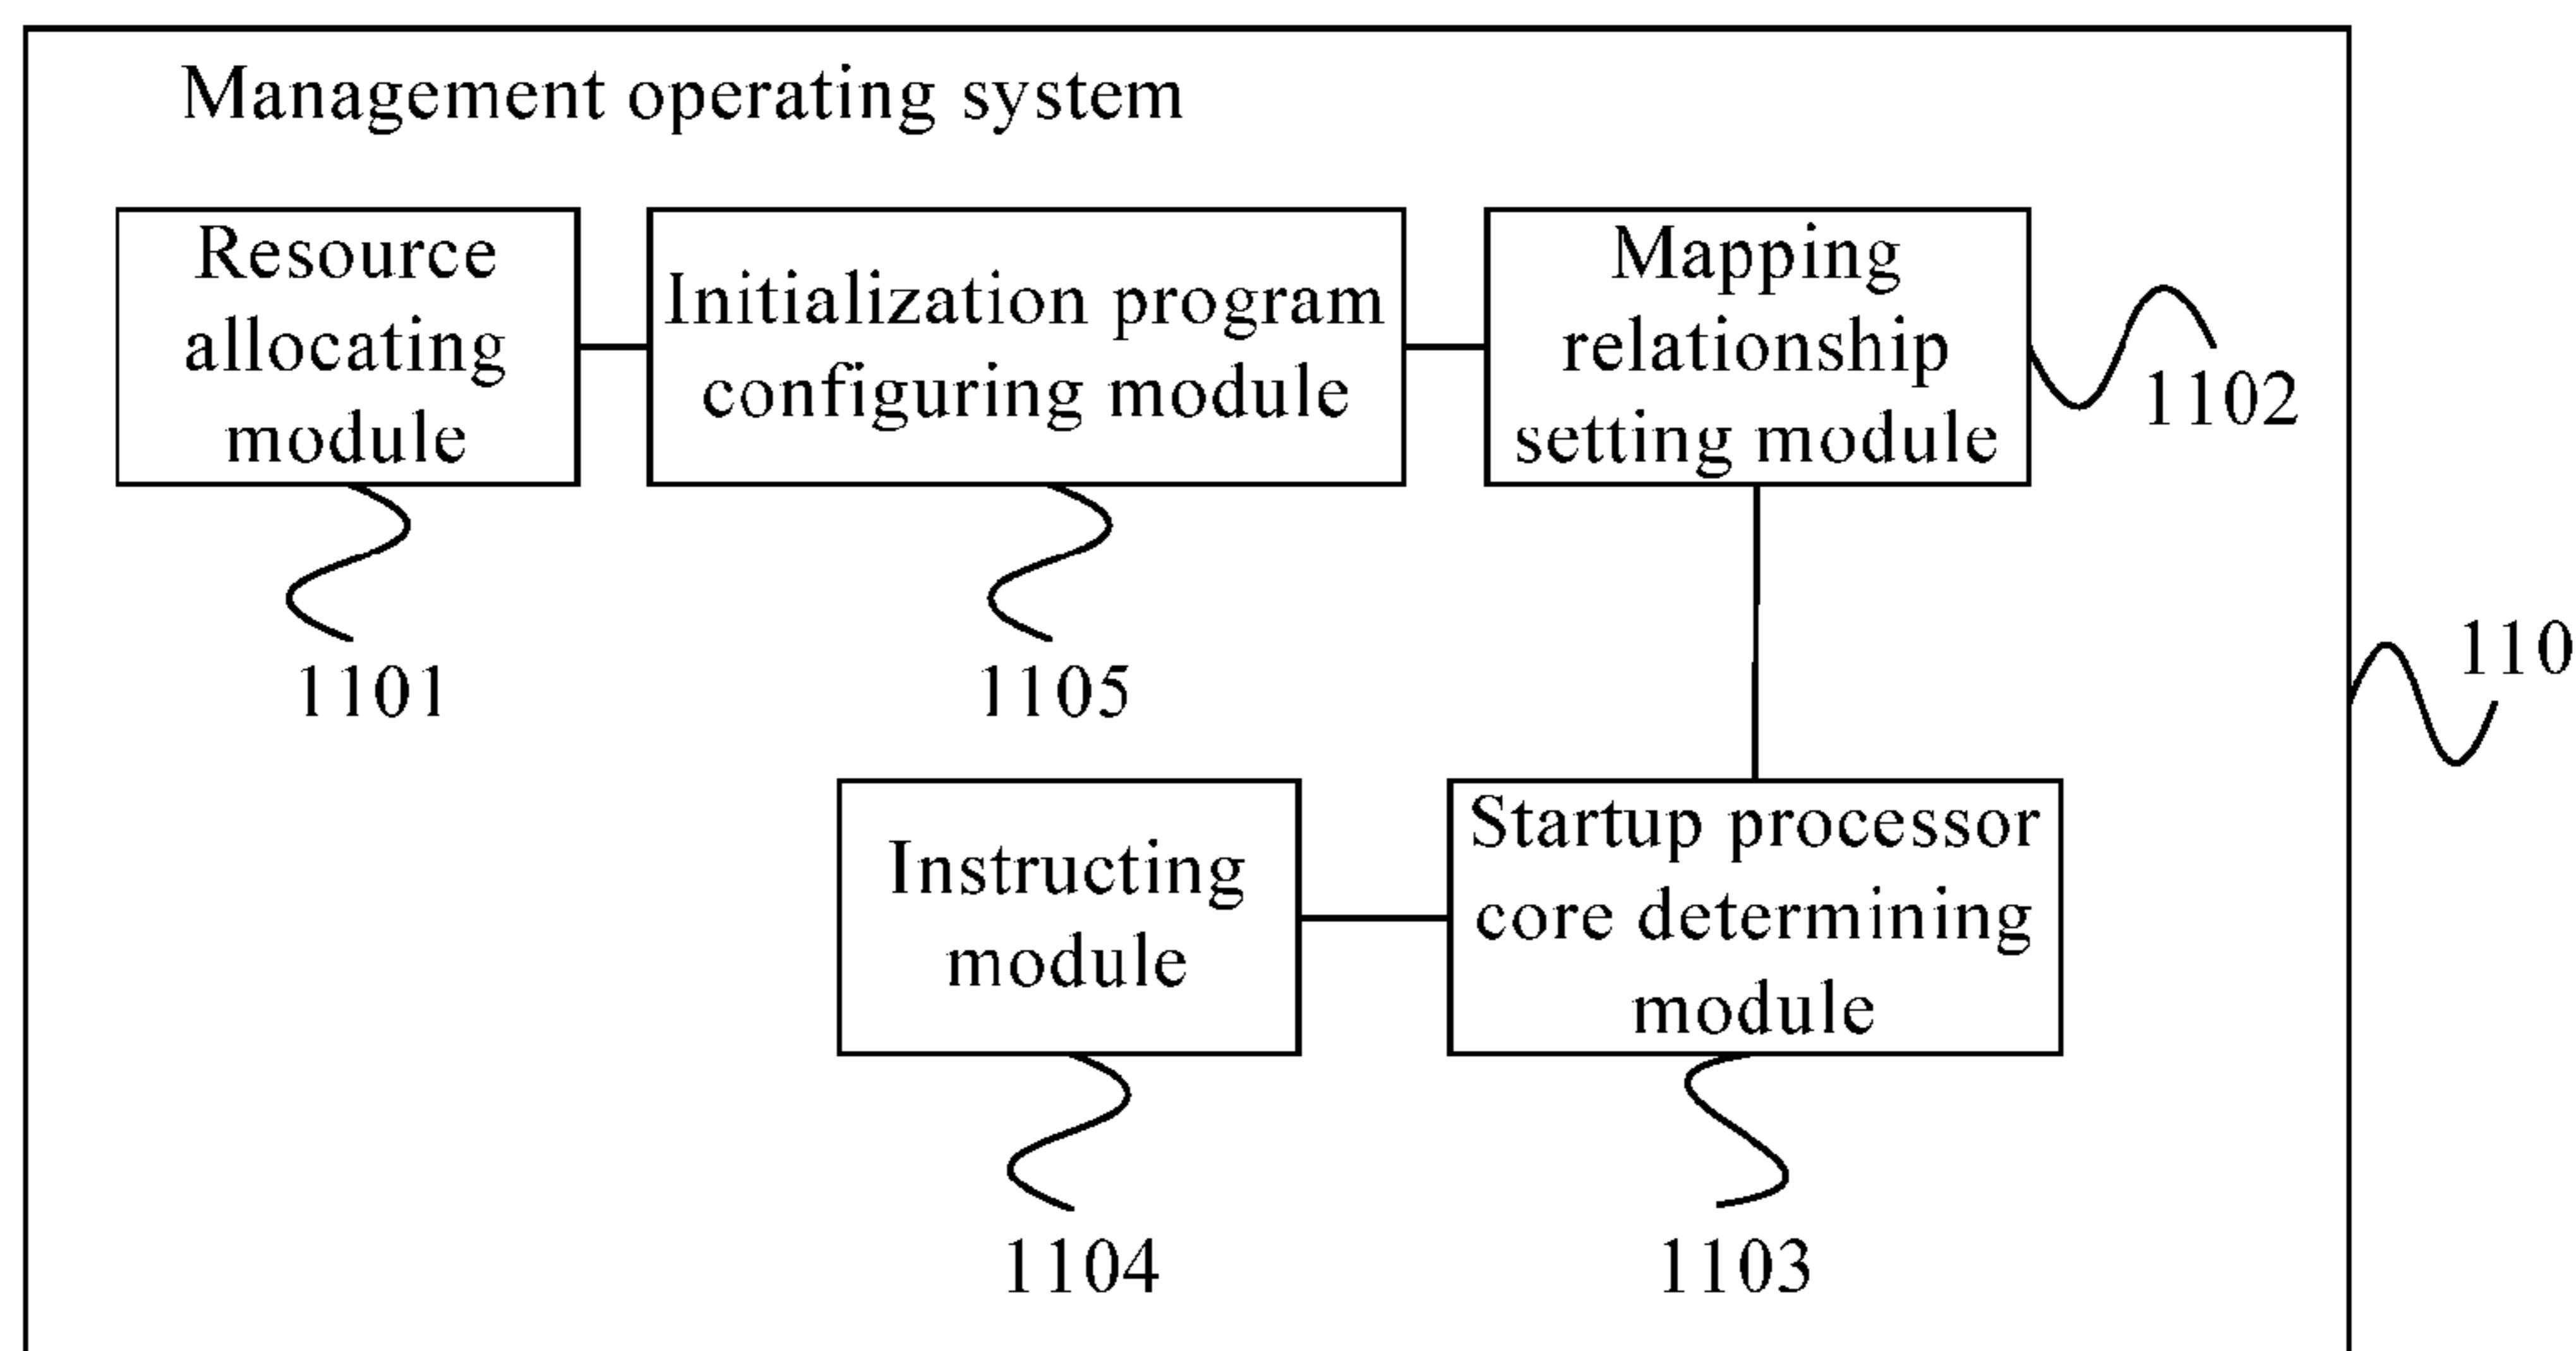 Management operating system
Resource
allocating
module
Initialization program
configuring module
Mapping
relationship
setting module
1102
1101
1105
110
Instructing
module
Startup processor
core determining
module
1104
1103